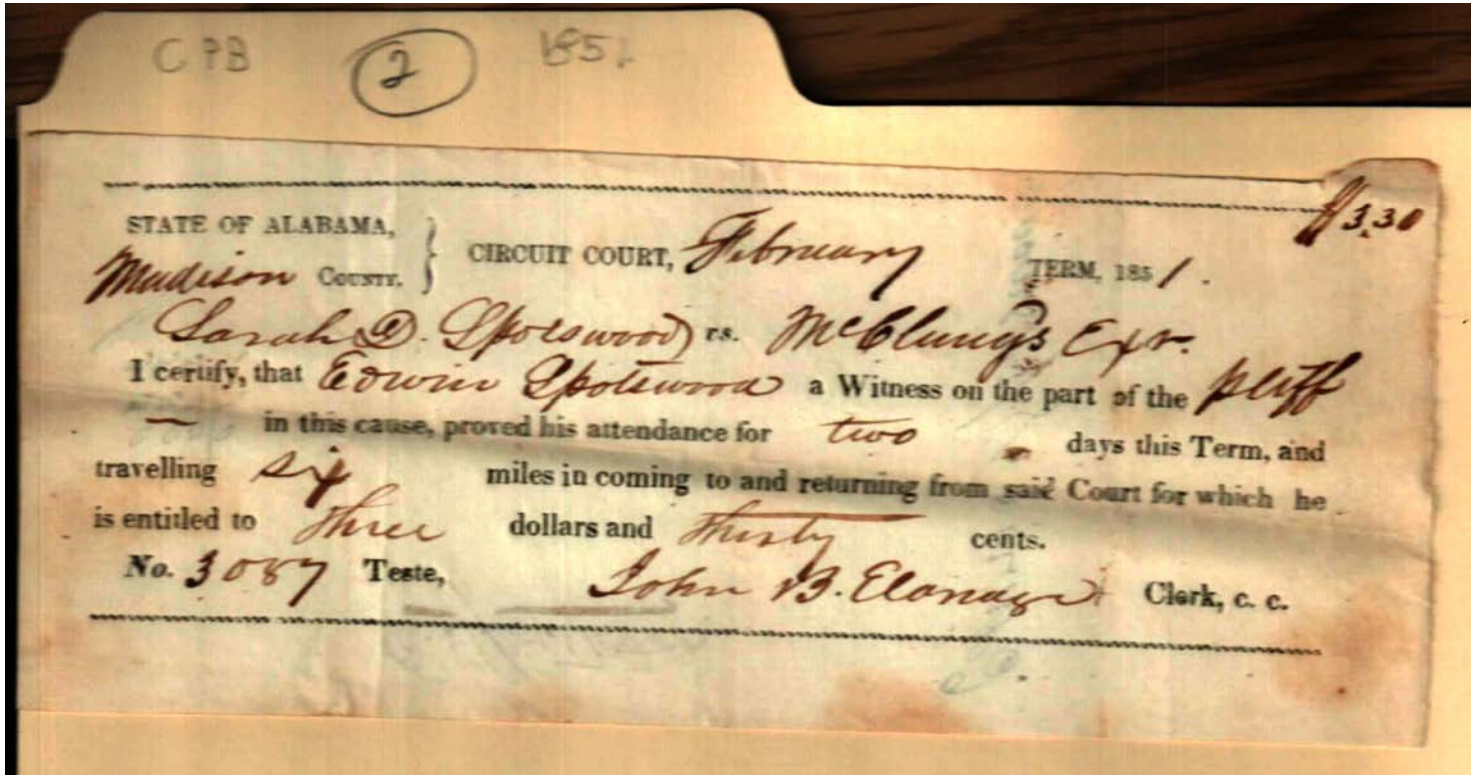 CPB 2 1851
$3.30
STATE OF ALABAMA, } CIRCUIT COURT, February TERM, 1851.
Madison COUNTY.
Sarah D. Spotswood vs. McClung's Exr.
I certify, that Edwin Spotswood a Witness on the part of the pltff
— in this cause, proved his attendance for two days this Term, and
travelling six miles in coming to and returning from said Court for which he
is entitled to three dollars and thirty cents.
No. 3087 Teste, John B. Clerk, c. c.